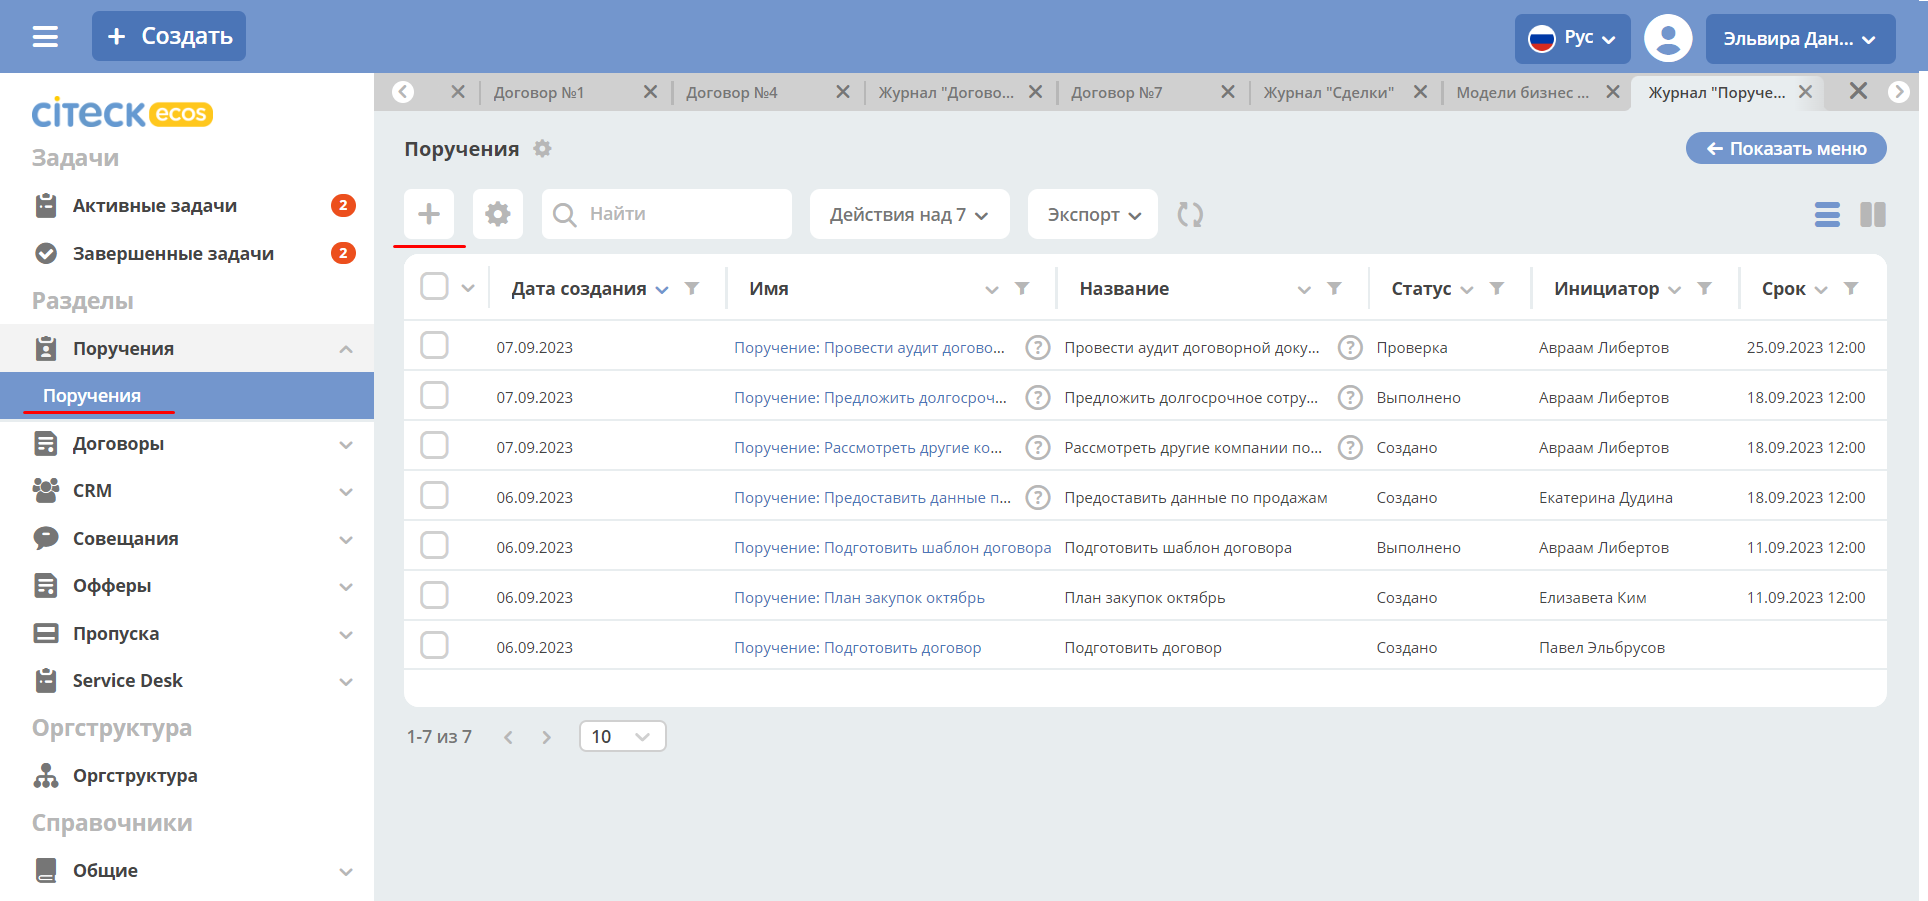 + Создать
Рус
Эльвира Дан...
citeck ecos
Договор №1
Договор №4
Журнал "Догово...
Договор №7
Журнал "Сделки"
Модели бизнес ...
Журнал "Поруче...
Задачи
Активные задачи 2
Завершенные задачи 2
Разделы
Поручения
Поручения
Договоры
CRM
Совещания
Офферы
Пропуска
Service Desk
Оргструктура
Оргструктура
Справочники
Общие
Поручения
Показать меню
Найти
Действия над 7
Экспорт
Дата создания Имя Название Статус Инициатор Срок
07.09.2023 Поручение: Провести аудит догово... ? Провести аудит договорной доку... ? Проверка Авраам Либертов 25.09.2023 12:00
07.09.2023 Поручение: Предложить долгосроч... ? Предложить долгосрочное сотру... ? Выполнено Авраам Либертов 18.09.2023 12:00
07.09.2023 Поручение: Рассмотреть другие ко... ? Рассмотреть другие компании по... ? Создано Авраам Либертов 18.09.2023 12:00
06.09.2023 Поручение: Предоставить данные п... ? Предоставить данные по продажам Создано Екатерина Дудина 18.09.2023 12:00
06.09.2023 Поручение: Подготовить шаблон договора Подготовить шаблон договора Выполнено Авраам Либертов 11.09.2023 12:00
06.09.2023 Поручение: План закупок октябрь План закупок октябрь Создано Елизавета Ким 11.09.2023 12:00
06.09.2023 Поручение: Подготовить договор Подготовить договор Создано Павел Эльбрусов
1-7 из 7
10